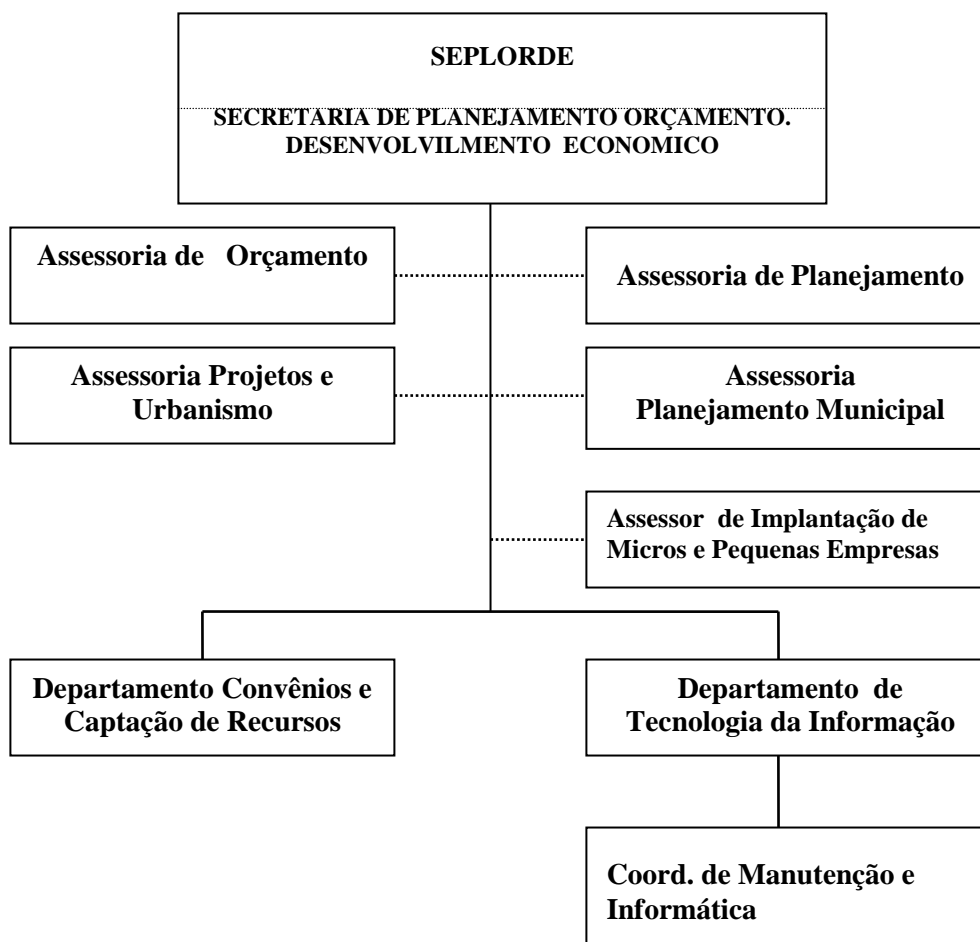 SEPLORDE
SECRETARIA DE PLANEJAMENTO ORÇAMENTO.
DESENVOLVILMENTO ECONOMICO
Assessoria de Orçamento
Assessoria de Planejamento
Assessoria Projetos e
Urbanismo
Assessoria
Planejamento Municipal
Assessor de Implantação de
Micros e Pequenas Empresas
Departamento Convênios e
Captação de Recursos
Departamento de
Tecnologia da Informação
Coord. de Manutenção e
Informática